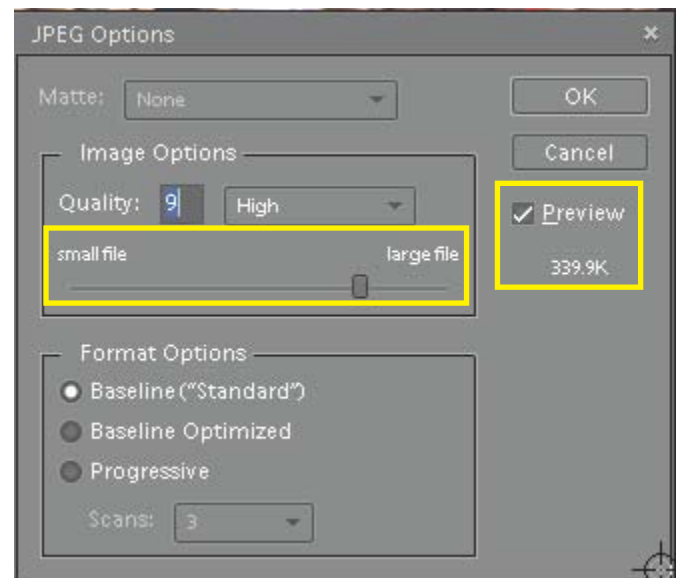 JPEG Options
Matte: None
OK
Image Options
Cancel
Quality: 9 High
Preview
small file large file
339.9K
Format Options
Baseline ("Standard")
Baseline Optimized
Progressive
Scans: 3